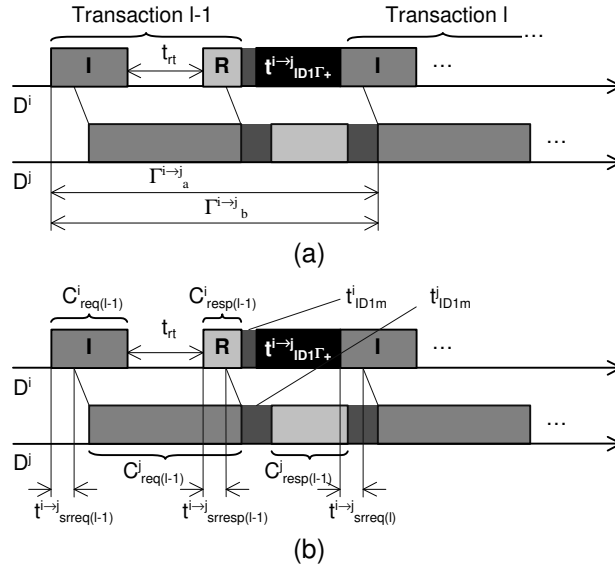 Transaction l-1 Transaction l
...
I t_rt R t^{i→j}_{ID1Γ+} I ...
D^i
...
D^j
Γ^{i→j}_a
Γ^{i→j}_b
(a)
C^i_{req(l-1)} C^i_{resp(l-1)} t^i_{ID1m} t^j_{ID1m}
I t_rt R t^{i→j}_{ID1Γ+} I ...
D^i
...
D^j
C^j_{req(l-1)} C^j_{resp(l-1)}
t^{i→j}_{srreq(l-1)} t^{i→j}_{srresp(l-1)} t^{i→j}_{srreq(l)}
(b)